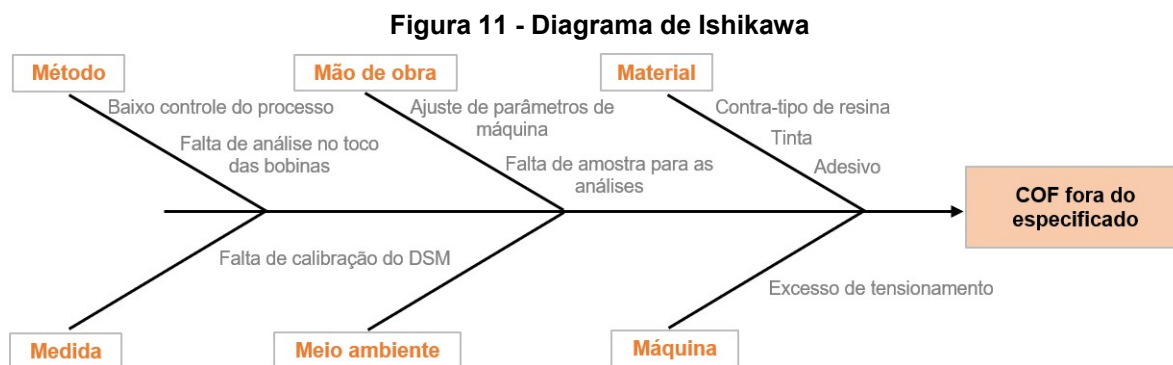 Figura 11 - Diagrama de Ishikawa
Método
Mão de obra
Material
Baixo controle do processo
Falta de análise no toco
das bobinas
Ajuste de parâmetros de
máquina
Falta de amostra para as
análises
Contra-tipo de resina
Tinta
Adesivo
COF fora do
especificado
Falta de calibração do DSM
Excesso de tensionamento
Medida
Meio ambiente
Máquina